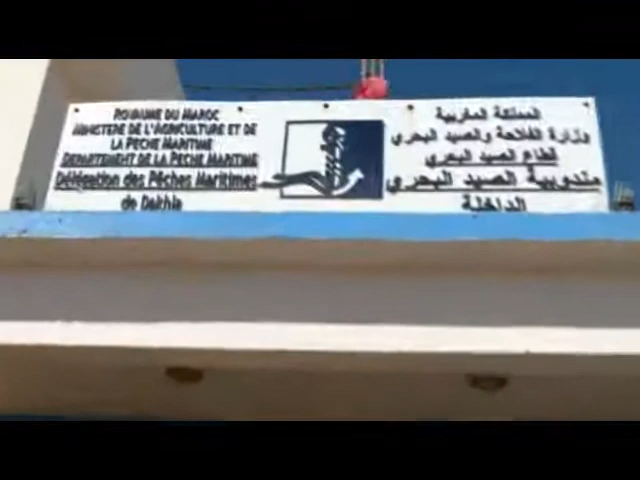 ROYAUME DU MAROC
MINISTERE DE L'AGRICULTURE ET DE
LA PECHE MARITIME
DEPARTEMENT DE LA PECHE MARITIME
Délégation des Pêches Maritimes
de Dakhla
المملكة المغربية
وزارة الفلاحة والصيد البحري
قطاع الصيد البحري
مندوبية الصيد البحري
الداخلة